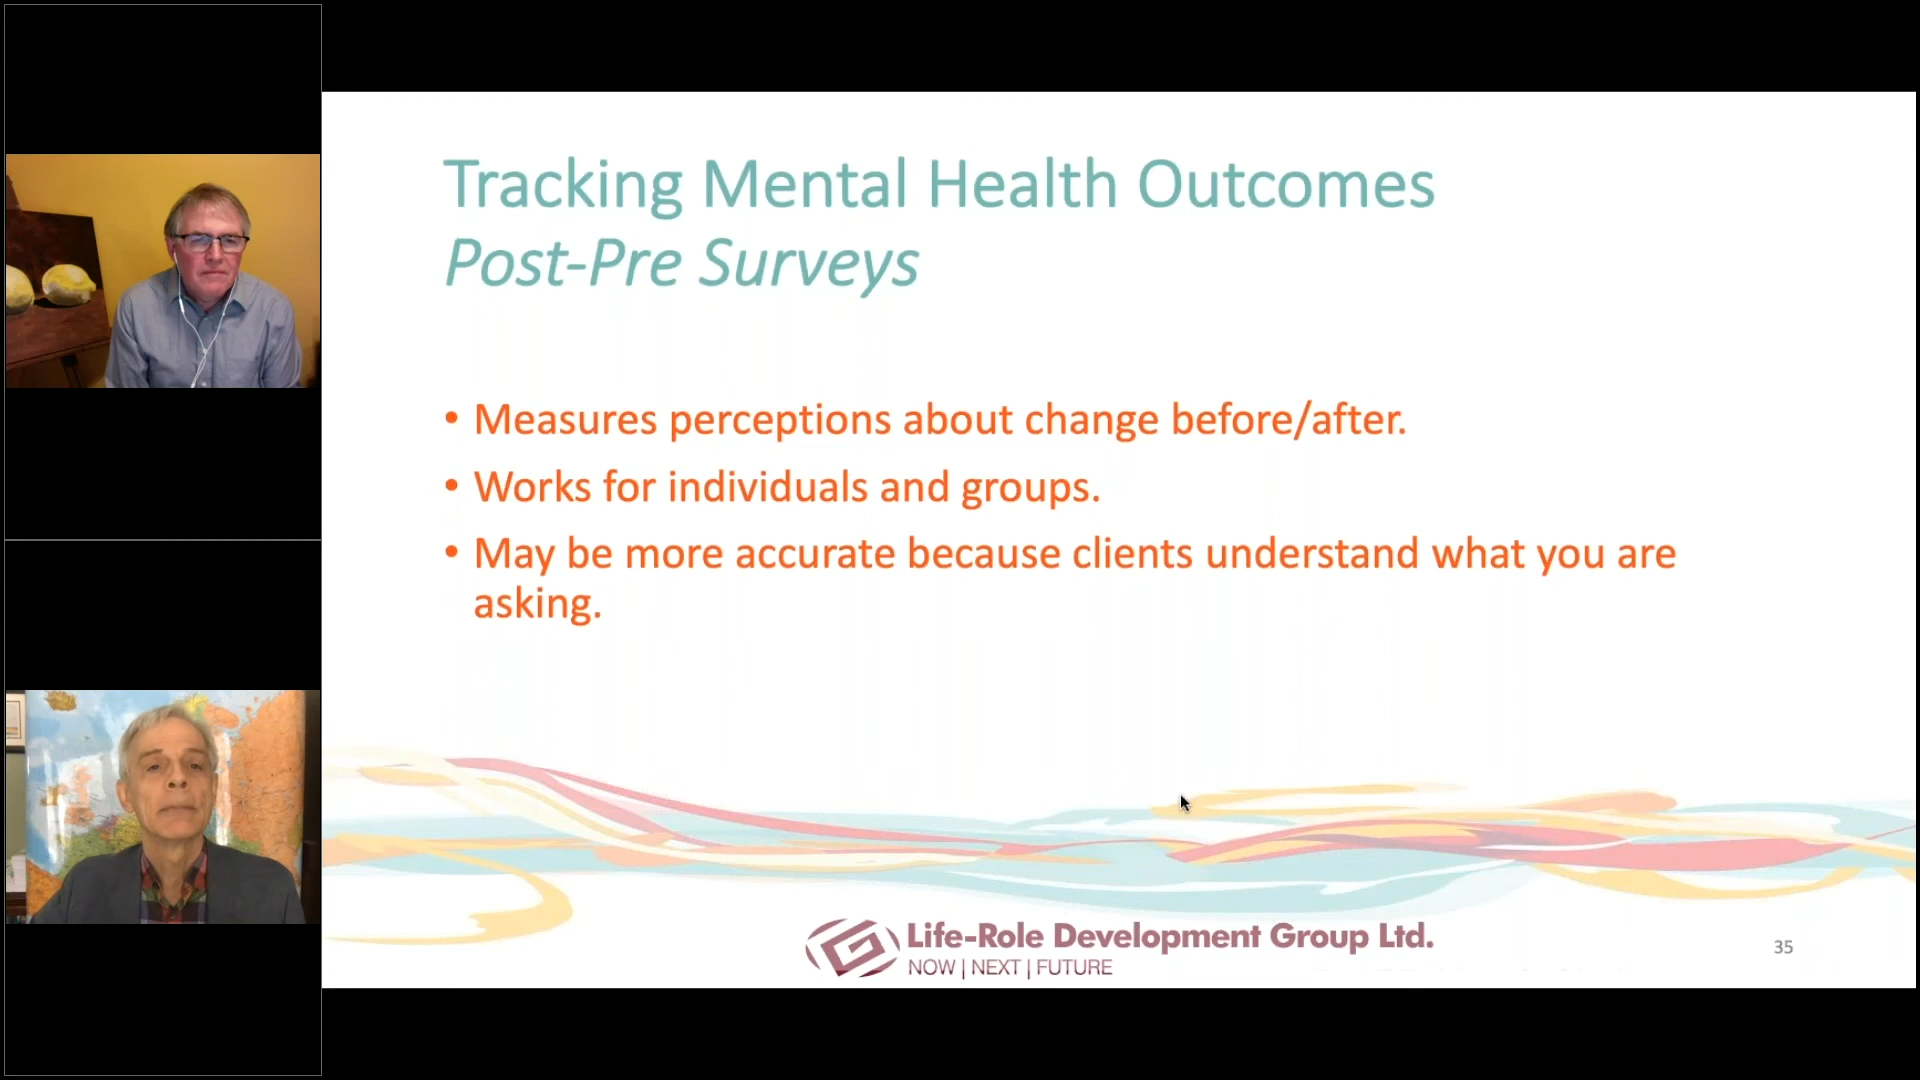 Tracking Mental Health Outcomes
Post-Pre Surveys
• Measures perceptions about change before/after.
• Works for individuals and groups.
• May be more accurate because clients understand what you are
asking.
Life-Role Development Group Ltd.
NOW | NEXT | FUTURE
35